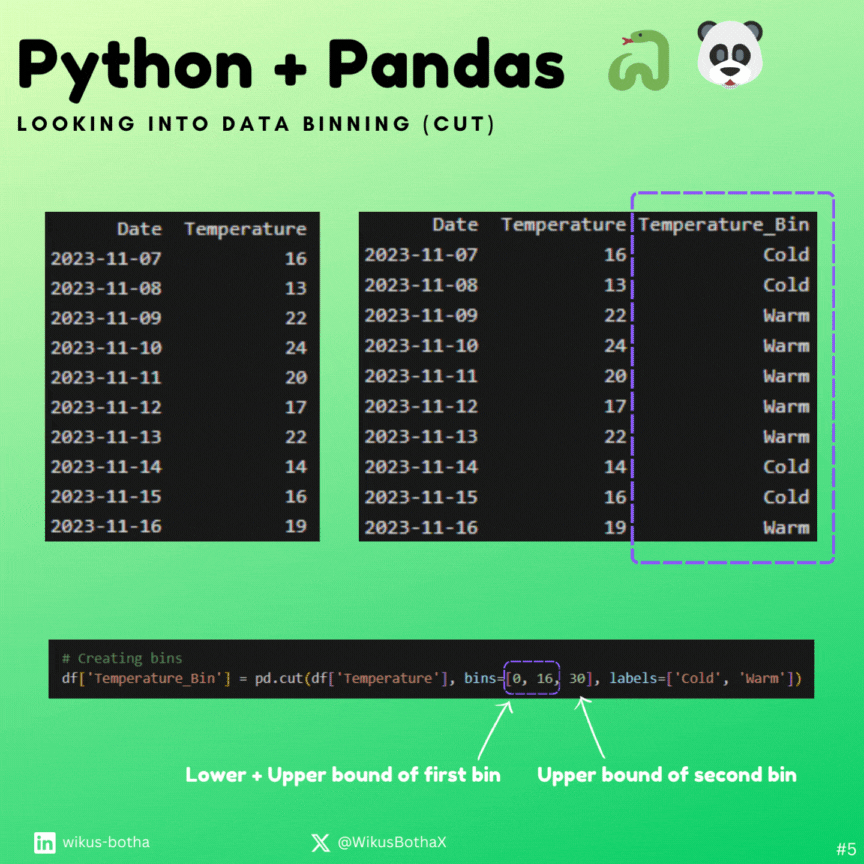 Python + Pandas
LOOKING INTO DATA BINNING (CUT)
Date Temperature
2023-11-07 16
2023-11-08 13
2023-11-09 22
2023-11-10 24
2023-11-11 20
2023-11-12 17
2023-11-13 22
2023-11-14 14
2023-11-15 16
2023-11-16 19
Date Temperature Temperature_Bin
2023-11-07 16 Cold
2023-11-08 13 Cold
2023-11-09 22 Warm
2023-11-10 24 Warm
2023-11-11 20 Warm
2023-11-12 17 Warm
2023-11-13 22 Warm
2023-11-14 14 Cold
2023-11-15 16 Cold
2023-11-16 19 Warm
# Creating bins
df['Temperature_Bin'] = pd.cut(df['Temperature'], bins=[0, 16, 30], labels=['Cold', 'Warm'])
Lower + Upper bound of first bin
Upper bound of second bin
in wikus-botha
X @WikusBothaX
#5